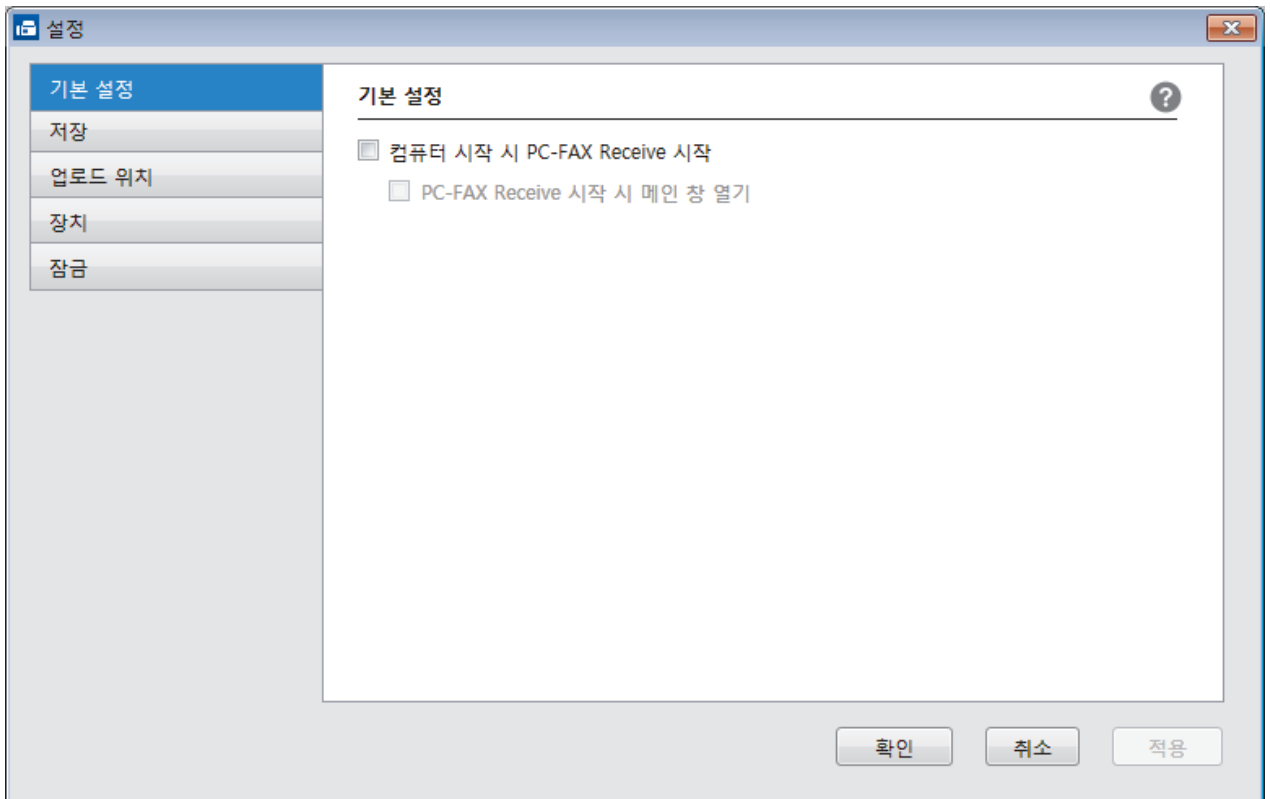 설정
기본 설정
저장
업로드 위치
장치
잠금
기본 설정
?
컴퓨터 시작 시 PC-FAX Receive 시작
PC-FAX Receive 시작 시 메인 창 열기
확인
취소
적용